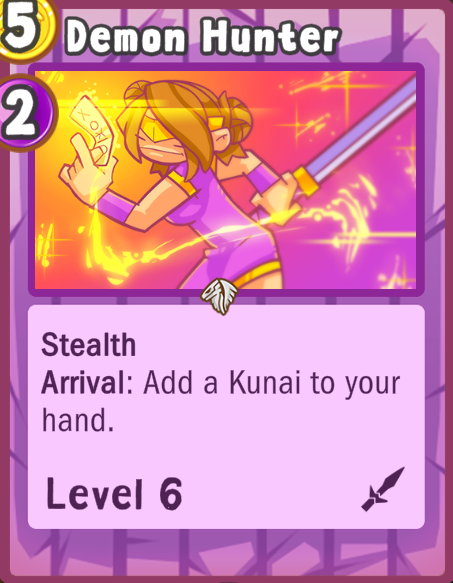 5
Demon Hunter
2
Stealth
Arrival: Add a Kunai to your
hand.
Level 6